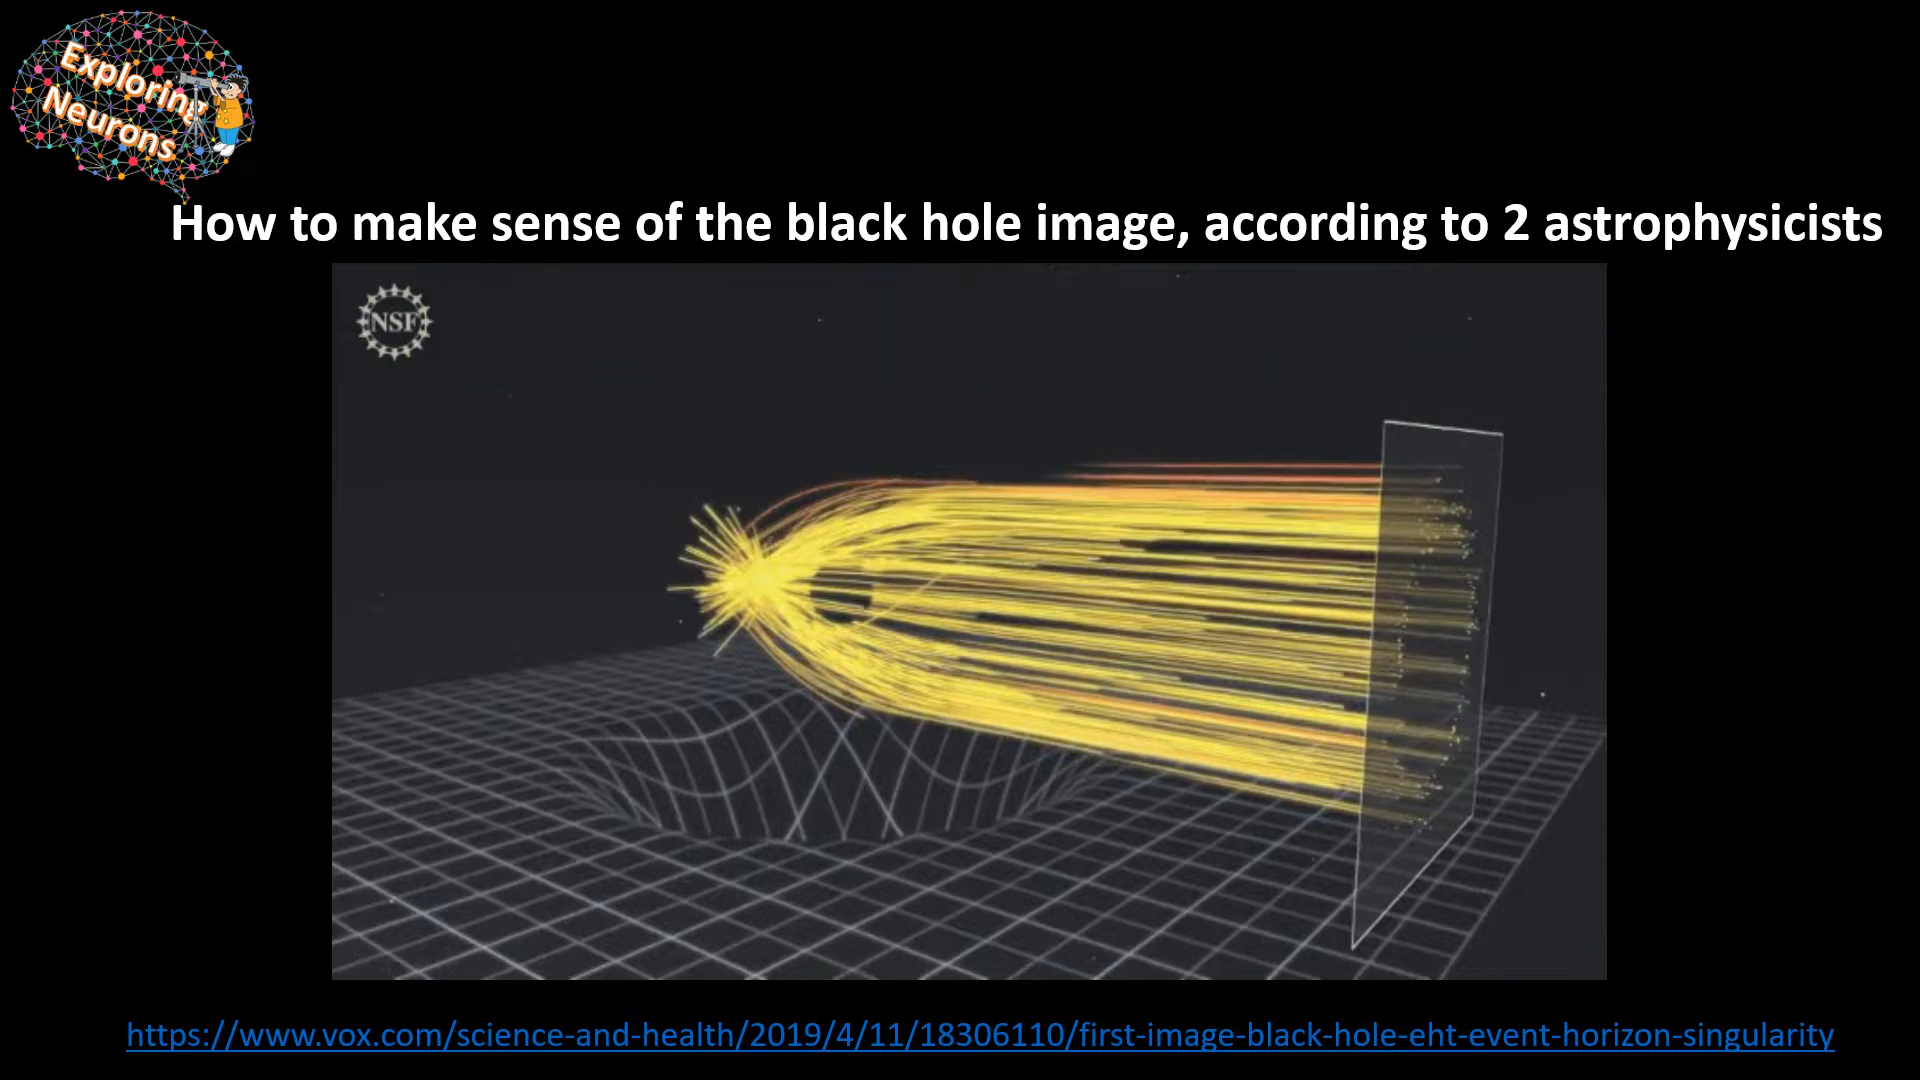 Exploring
Neurons
How to make sense of the black hole image, according to 2 astrophysicists
NSF
https://www.vox.com/science-and-health/2019/4/11/18306110/first-image-black-hole-eht-event-horizon-singularity